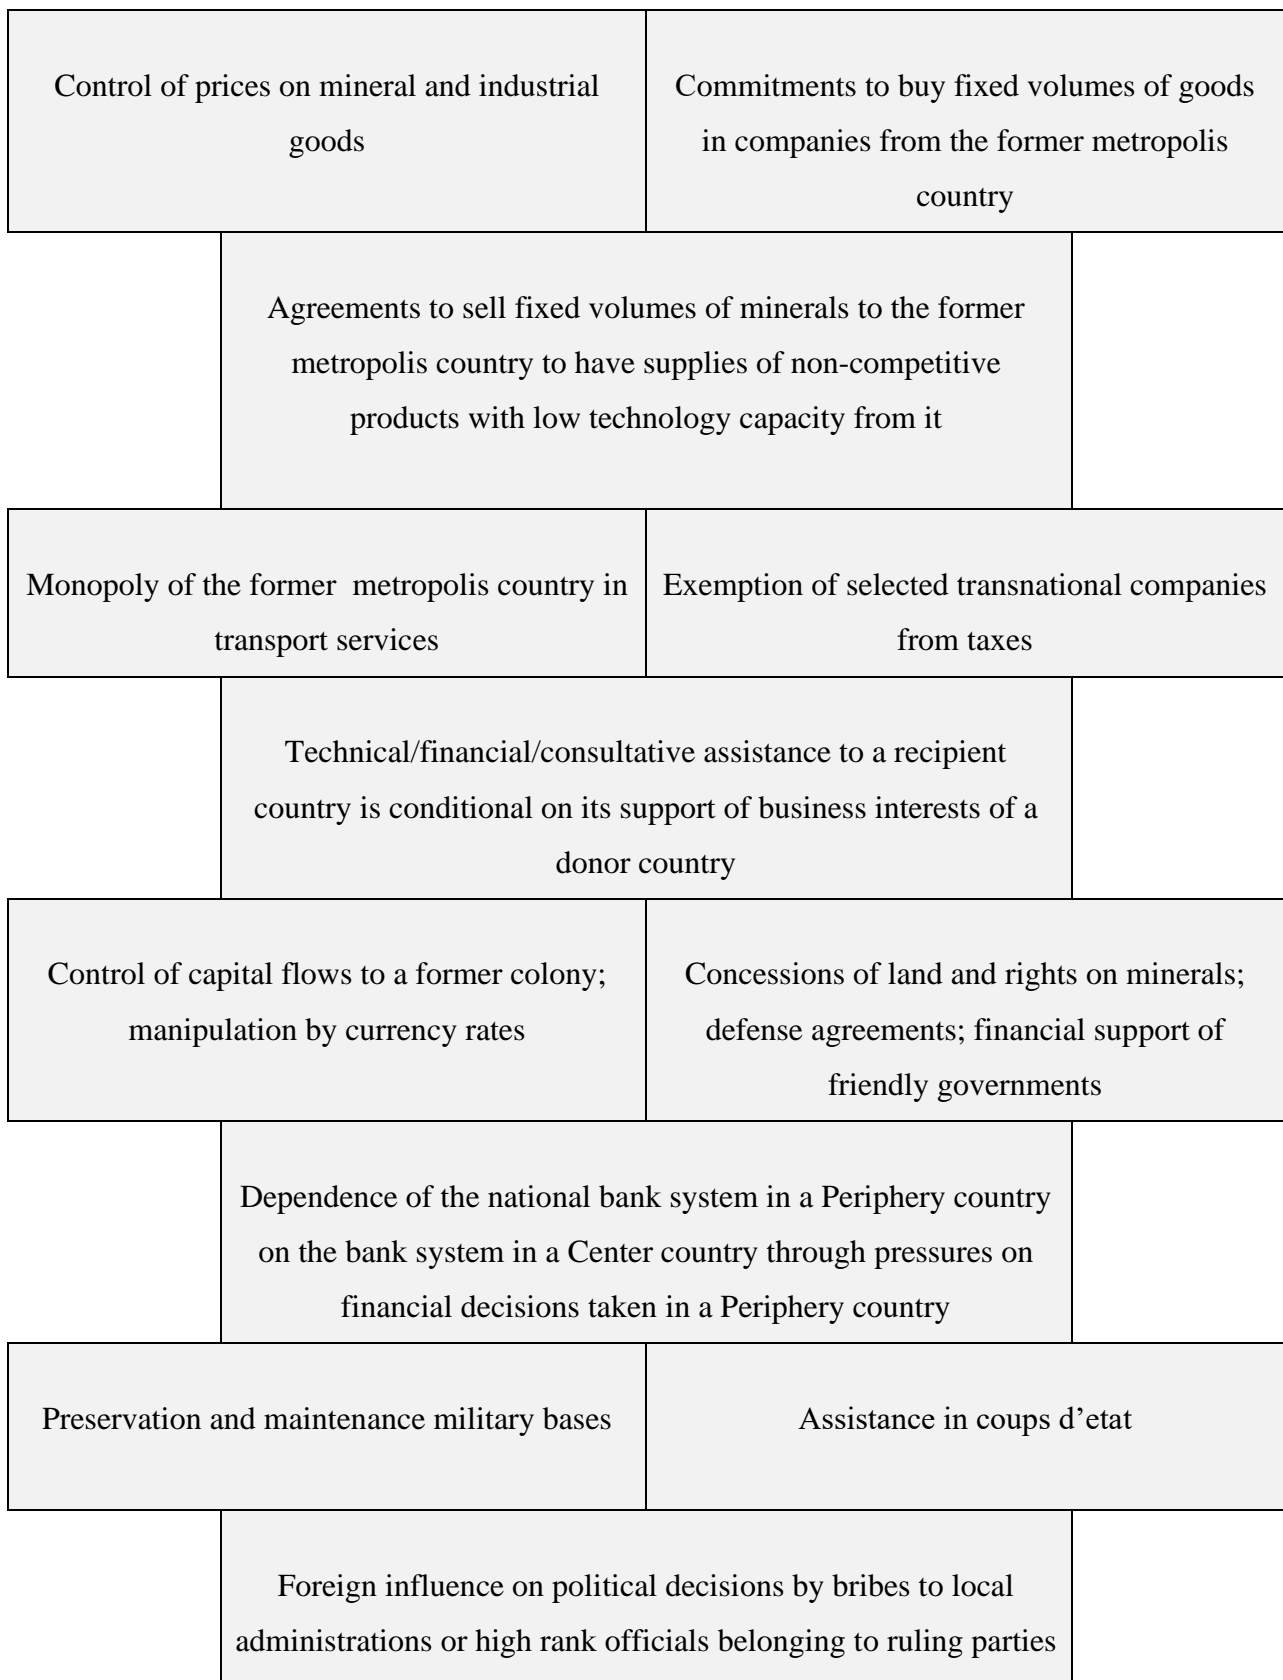 Control of prices on mineral and industrial
goods
Commitments to buy fixed volumes of goods
in companies from the former metropolis
country
Agreements to sell fixed volumes of minerals to the former
metropolis country to have supplies of non-competitive
products with low technology capacity from it
Monopoly of the former metropolis country in
transport services
Exemption of selected transnational companies
from taxes
Technical/financial/consultative assistance to a recipient
country is conditional on its support of business interests of a
donor country
Control of capital flows to a former colony;
manipulation by currency rates
Concessions of land and rights on minerals;
defense agreements; financial support of
friendly governments
Dependence of the national bank system in a Periphery country
on the bank system in a Center country through pressures on
financial decisions taken in a Periphery country
Preservation and maintenance military bases
Assistance in coups d’etat
Foreign influence on political decisions by bribes to local
administrations or high rank officials belonging to ruling parties